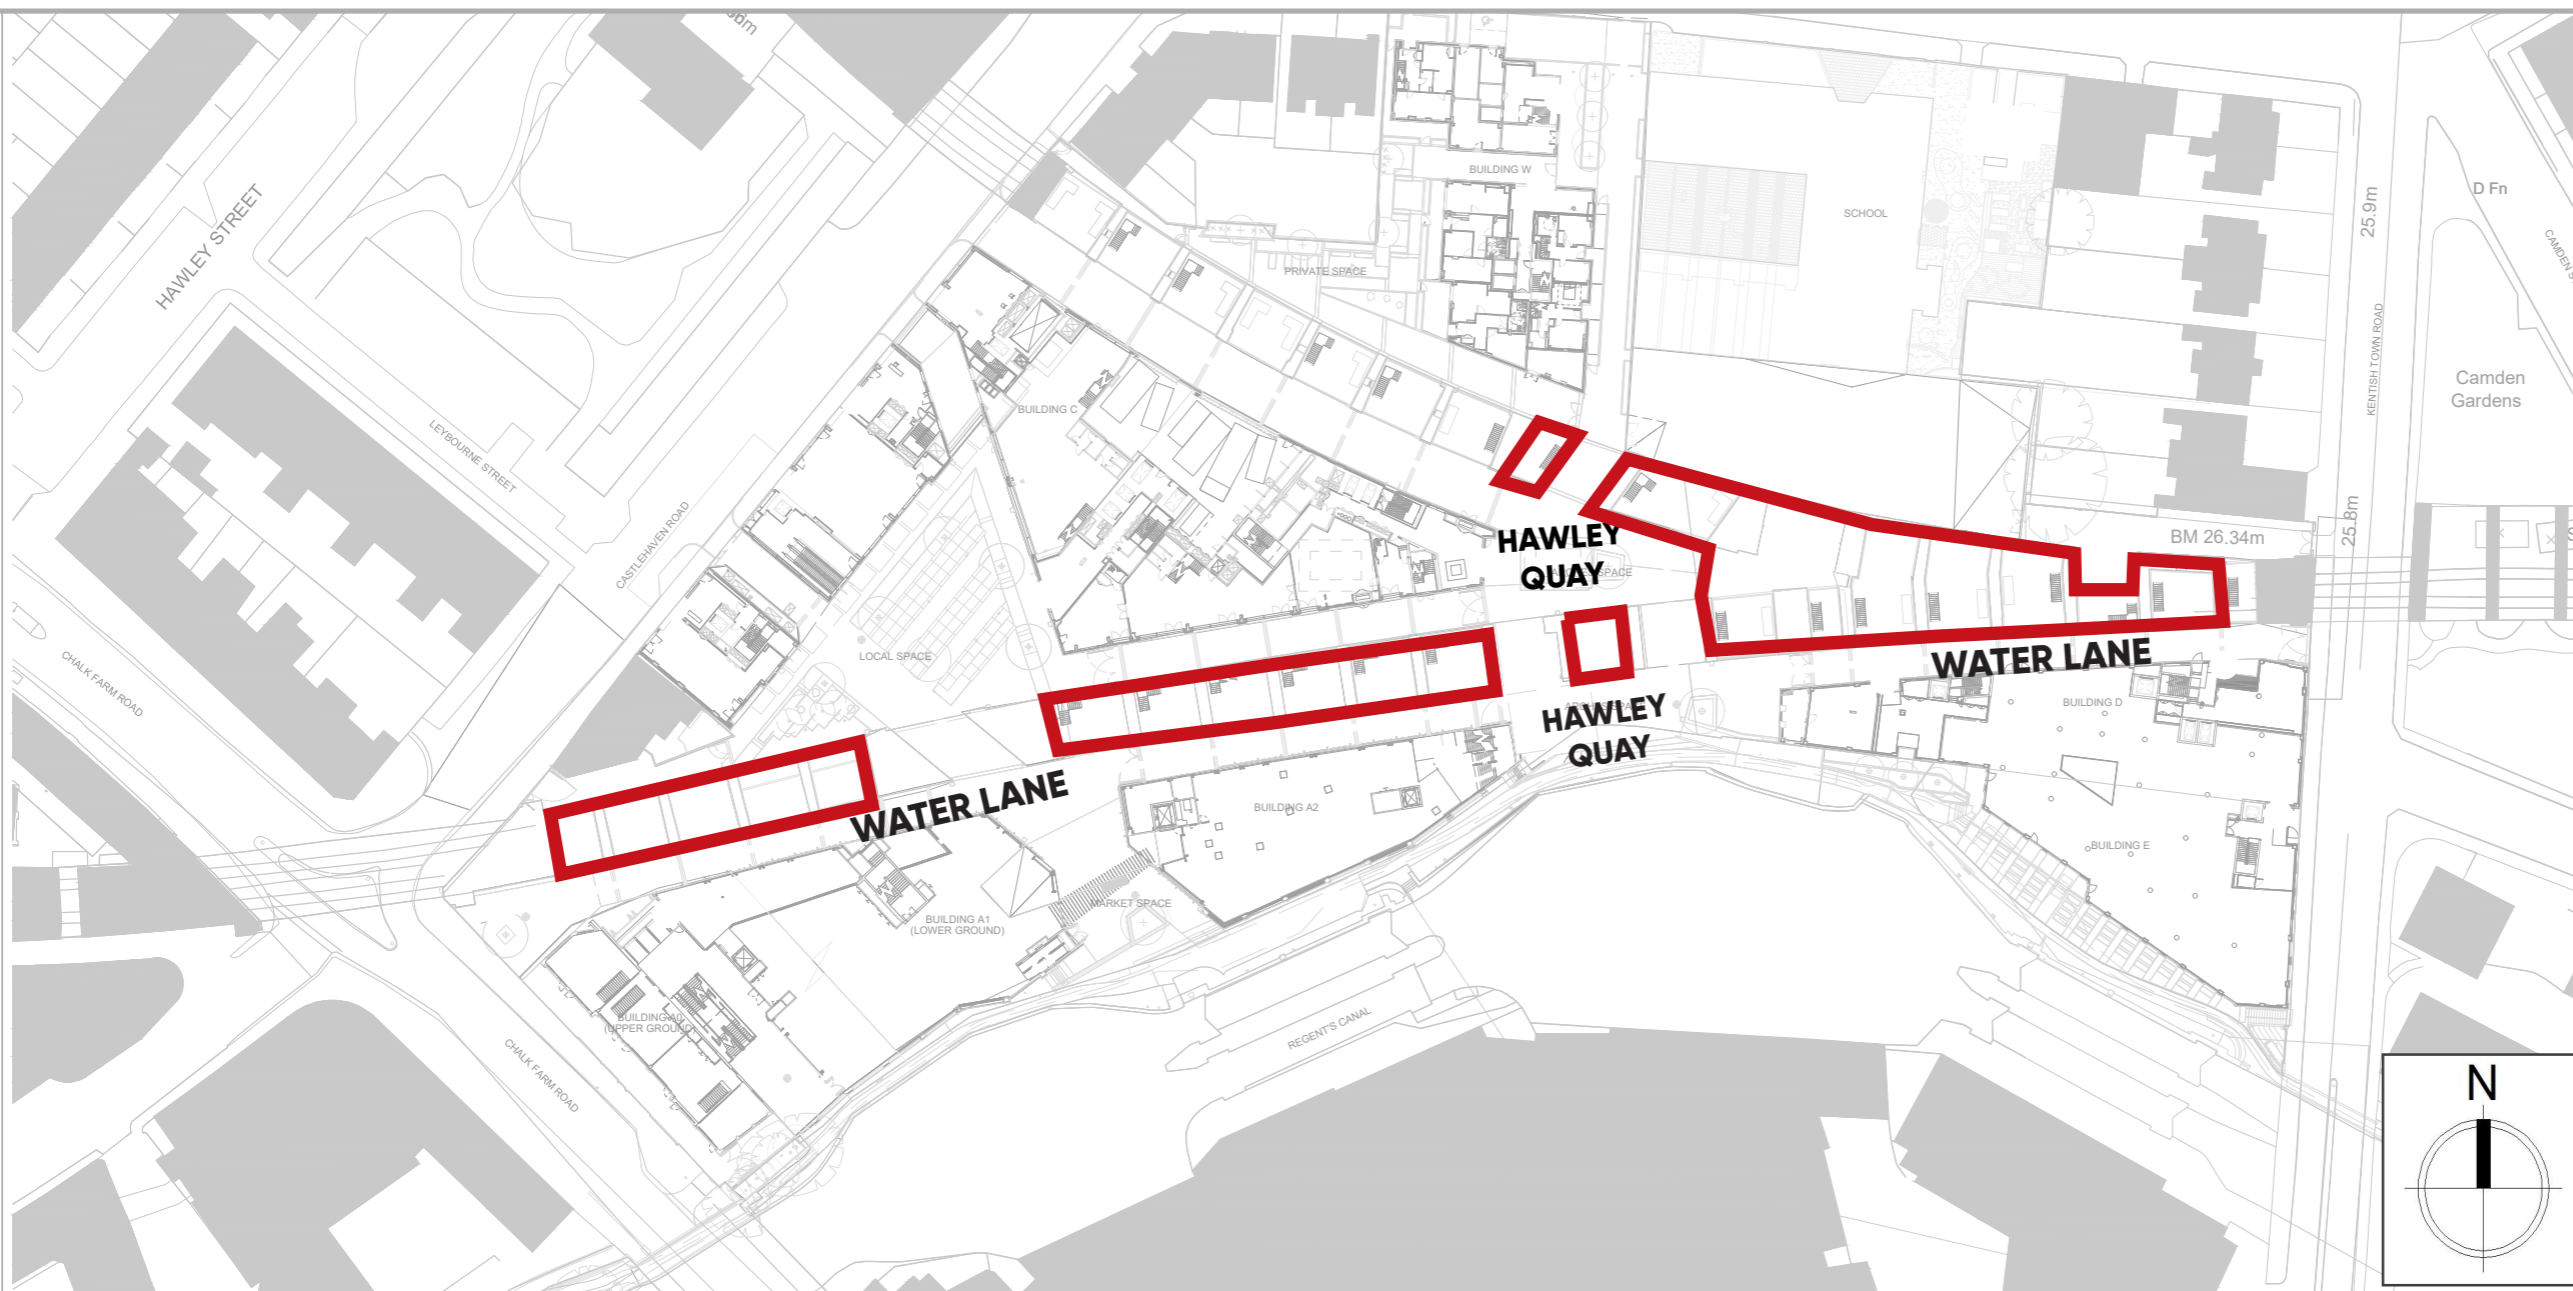 HAWLEY STREET
LEYBOURNE STREET
CASTLEHAVEN ROAD
CHALK FARM ROAD
BUILDING W
SCHOOL
PRIVATE SPACE
BUILDING C
LOCAL SPACE
HAWLEY
QUAY
SPACE
HAWLEY
QUAY
WATER LANE
WATER LANE
25.9m
D Fn
KENTISH TOWN ROAD
Camden
Gardens
25.8m
BM 26.34m
BUILDING D
BUILDING E
BUILDING A2
MARKET SPACE
BUILDING A1
(LOWER GROUND)
BUILDING A0
(UPPER GROUND)
CHALK FARM ROAD
REGENT'S CANAL
N